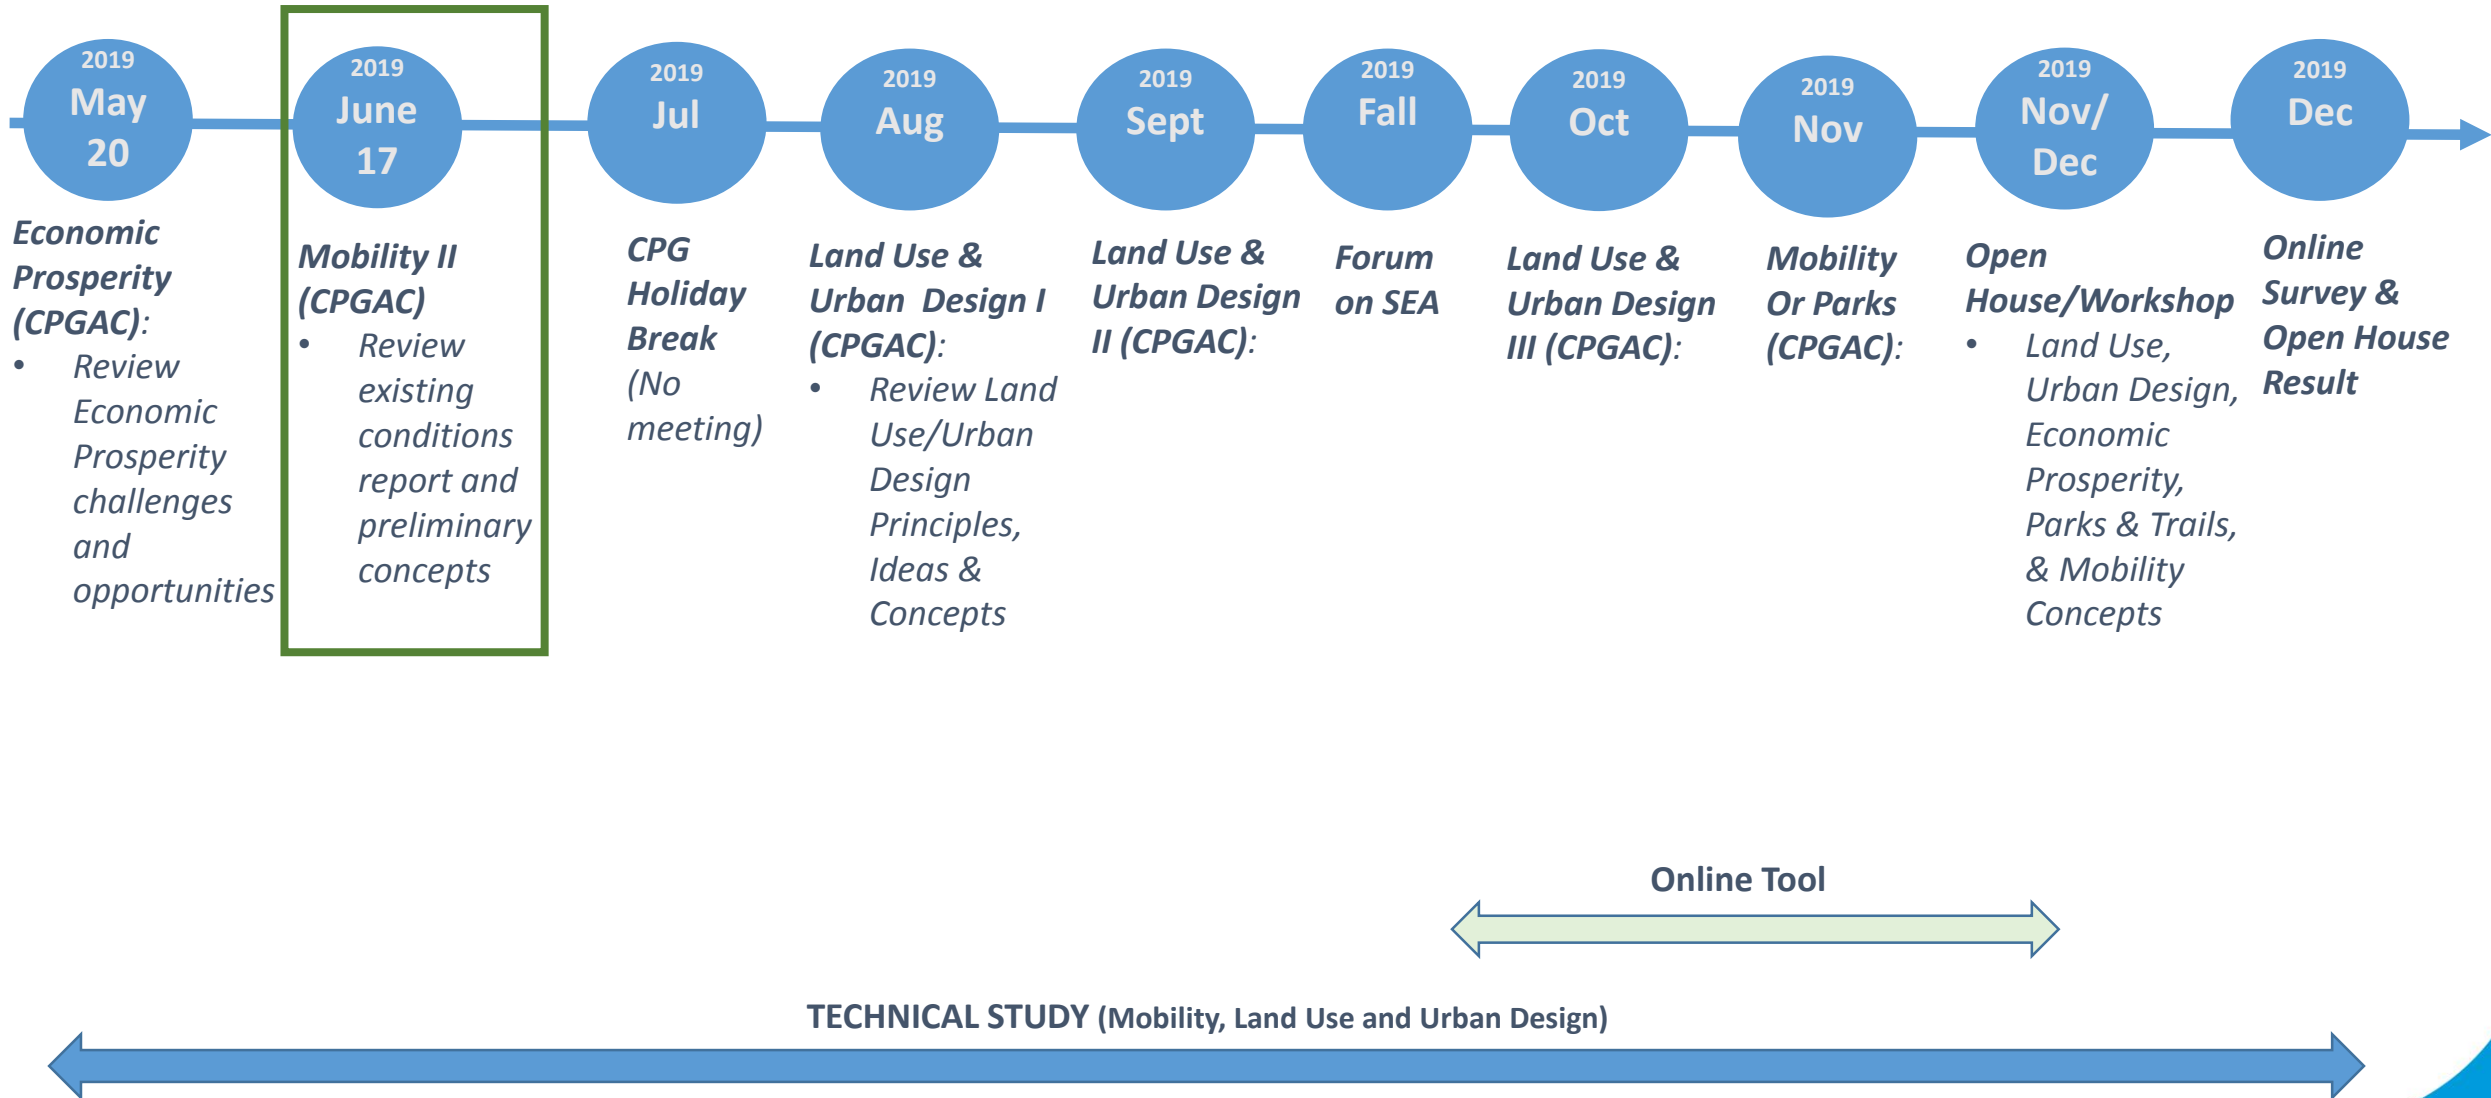 2019
May
20
Economic
Prosperity
(CPGAC):
• Review
Economic
Prosperity
challenges
and
opportunities
2019
June
17
Mobility II
(CPGAC)
• Review
existing
conditions
report and
preliminary
concepts
2019
Jul
CPG
Holiday
Break
(No
meeting)
2019
Aug
Land Use &
Urban Design I
(CPGAC):
• Review Land
Use/Urban
Design
Principles,
Ideas &
Concepts
2019
Sept
Land Use &
Urban Design
II (CPGAC):
2019
Fall
Forum
on SEA
2019
Oct
Land Use &
Urban Design
III (CPGAC):
2019
Nov
Mobility
Or Parks
(CPGAC):
2019
Nov/
Dec
Open
House/Workshop
• Land Use,
Urban Design,
Economic
Prosperity,
Parks & Trails,
& Mobility
Concepts
2019
Dec
Online
Survey &
Open House
Result
Online Tool
TECHNICAL STUDY (Mobility, Land Use and Urban Design)